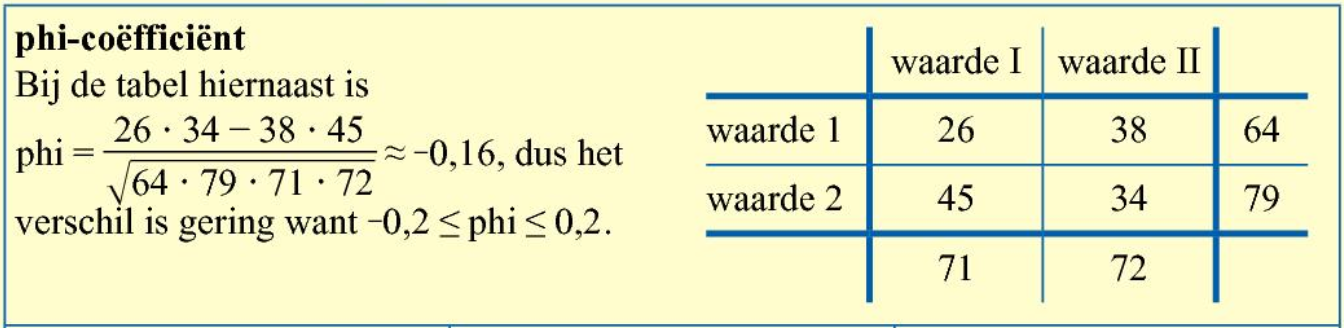 phi-coëfficiënt
Bij de tabel hiernaast is
phi = (26 · 34 − 38 · 45) / √(64 · 79 · 71 · 72) ≈ −0,16, dus het
verschil is gering want −0,2 ≤ phi ≤ 0,2.
waarde I waarde II
waarde 1 26 38 64
waarde 2 45 34 79
71 72